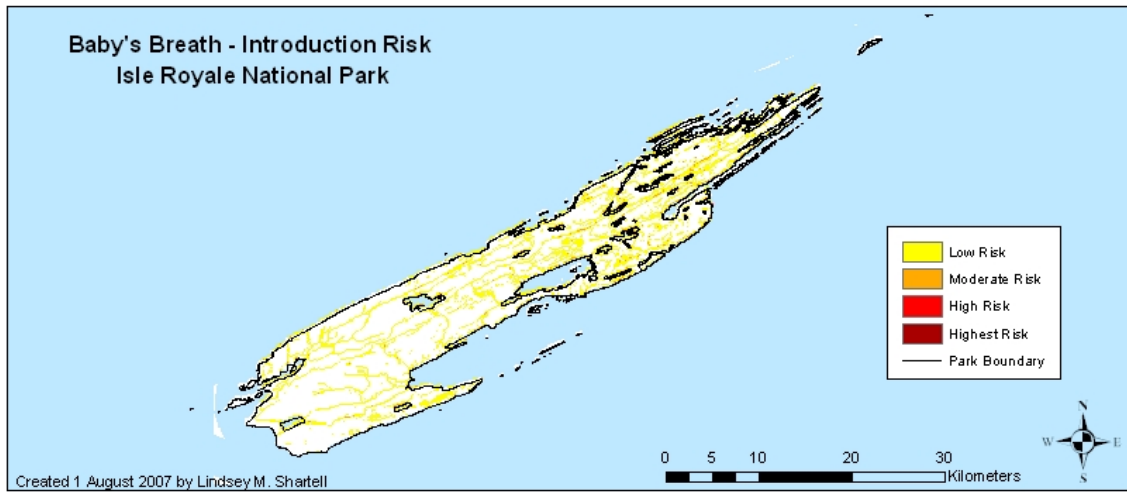 Baby's Breath - Introduction Risk
Isle Royale National Park
Low Risk
Moderate Risk
High Risk
Highest Risk
Park Boundary
N
W E
S
0 5 10 20 30
Kilometers
Created 1 August 2007 by Lindsey M. Shartell